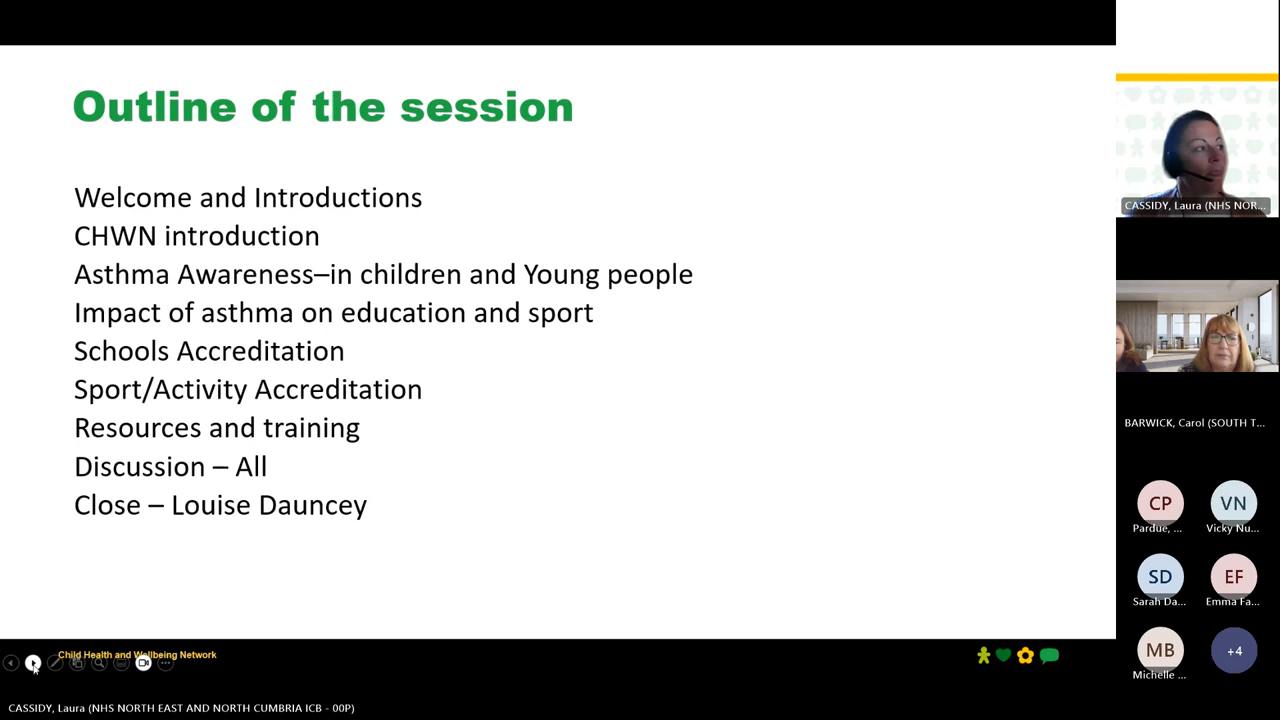 Outline of the session
Welcome and Introductions
CHWN introduction
Asthma Awareness–in children and Young people
Impact of asthma on education and sport
Schools Accreditation
Sport/Activity Accreditation
Resources and training
Discussion – All
Close – Louise Dauncey
Child Health and Wellbeing Network
CASSIDY, Laura (NHS NOR...
BARWICK, Carol (SOUTH T...
CP
VN
Pardue, ...
Vicky Nu...
SD
EF
Sarah Da...
Emma Fa...
MB
+4
Michelle ...
CASSIDY, Laura (NHS NORTH EAST AND NORTH CUMBRIA ICB - 00P)